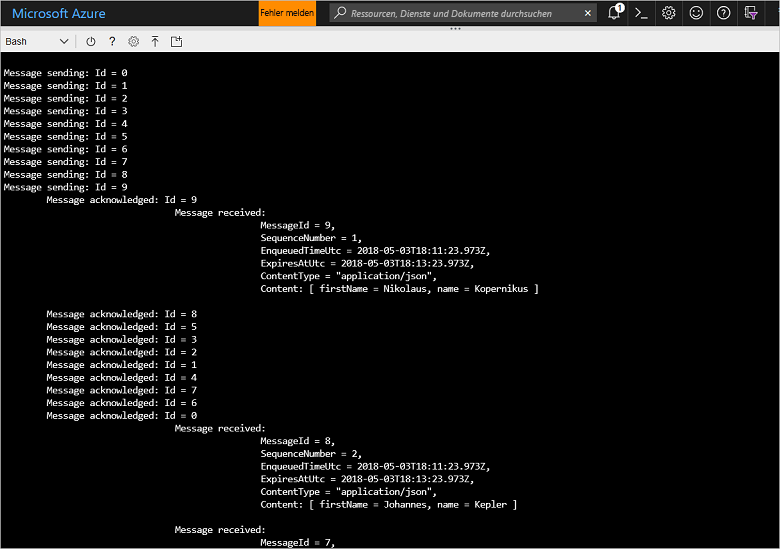 Microsoft Azure
Fehler melden
Ressourcen, Dienste und Dokumente durchsuchen
1
Bash
Message sending: Id = 0
Message sending: Id = 1
Message sending: Id = 2
Message sending: Id = 3
Message sending: Id = 4
Message sending: Id = 5
Message sending: Id = 6
Message sending: Id = 7
Message sending: Id = 8
Message sending: Id = 9
Message acknowledged: Id = 9
Message received:
MessageId = 9,
SequenceNumber = 1,
EnqueuedTimeUtc = 2018-05-03T18:11:23.973Z,
ExpiresAtUtc = 2018-05-03T18:13:23.973Z,
ContentType = "application/json",
Content: [ firstName = Nikolaus, name = Kopernikus ]
Message acknowledged: Id = 8
Message acknowledged: Id = 5
Message acknowledged: Id = 3
Message acknowledged: Id = 2
Message acknowledged: Id = 1
Message acknowledged: Id = 4
Message acknowledged: Id = 7
Message acknowledged: Id = 6
Message acknowledged: Id = 0
Message received:
MessageId = 8,
SequenceNumber = 2,
EnqueuedTimeUtc = 2018-05-03T18:11:23.973Z,
ExpiresAtUtc = 2018-05-03T18:13:23.973Z,
ContentType = "application/json",
Content: [ firstName = Johannes, name = Kepler ]
Message received:
MessageId = 7,